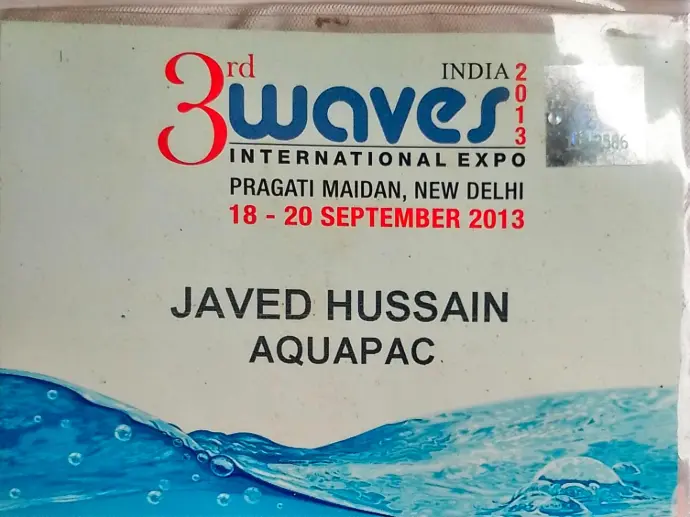 3rd
INDIA 2013
waves
INTERNATIONAL EXPO
PRAGATI MAIDAN, NEW DELHI
18 - 20 SEPTEMBER 2013
JAVED HUSSAIN
AQUAPAC